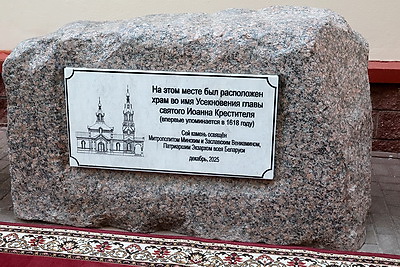 На этом месте был расположен
храм во имя Усекновения главы
святого Иоанна Крестителя
(впервые упоминается в 1618 году)
Сей камень освящён
Митрополитом Минским и Заславским Вениамином,
Патриаршим Экзархом всея Беларуси
декабрь, 2025